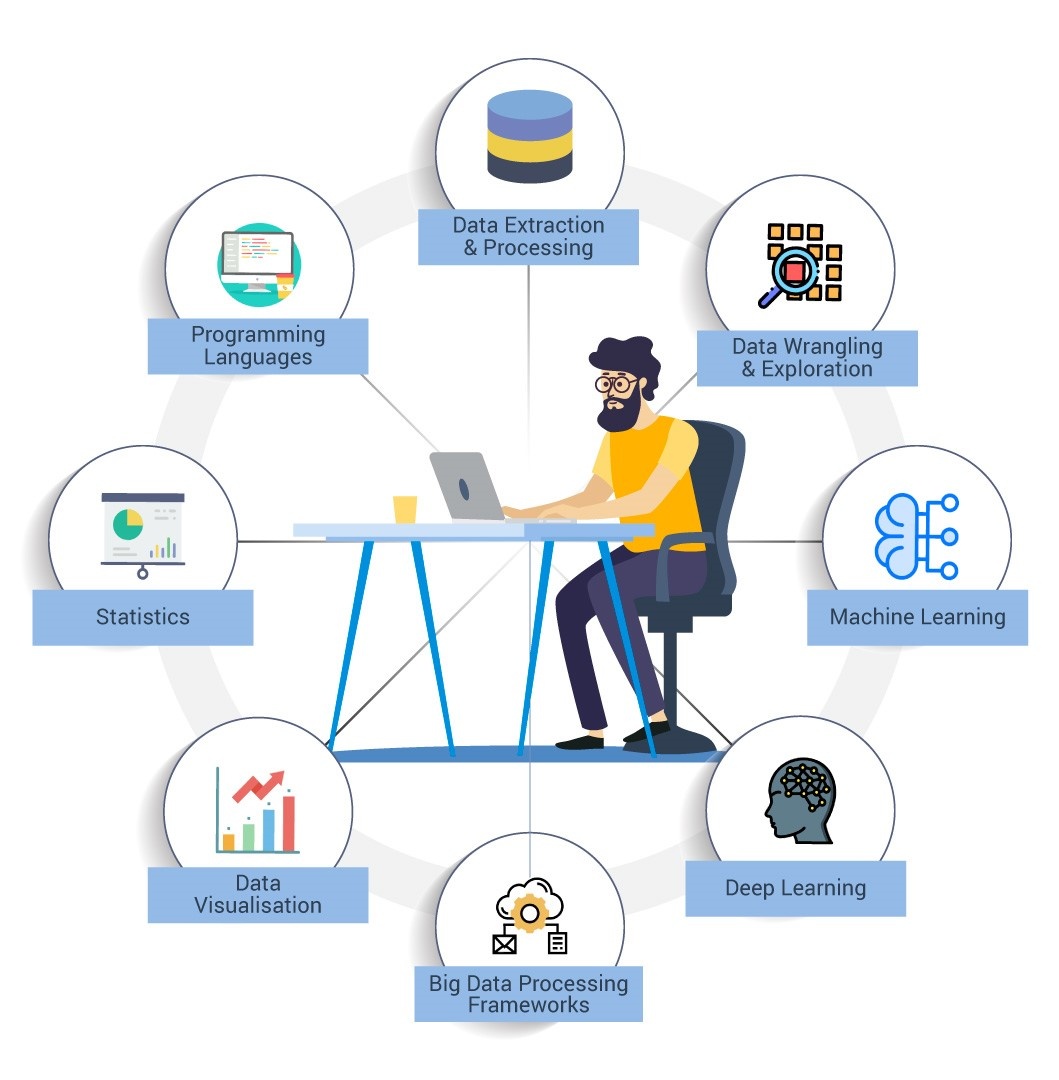 Data Extraction
& Processing
Programming
Languages
Data Wrangling
& Exploration
Statistics
Machine Learning
Data
Visualisation
Deep Learning
Big Data Processing
Frameworks